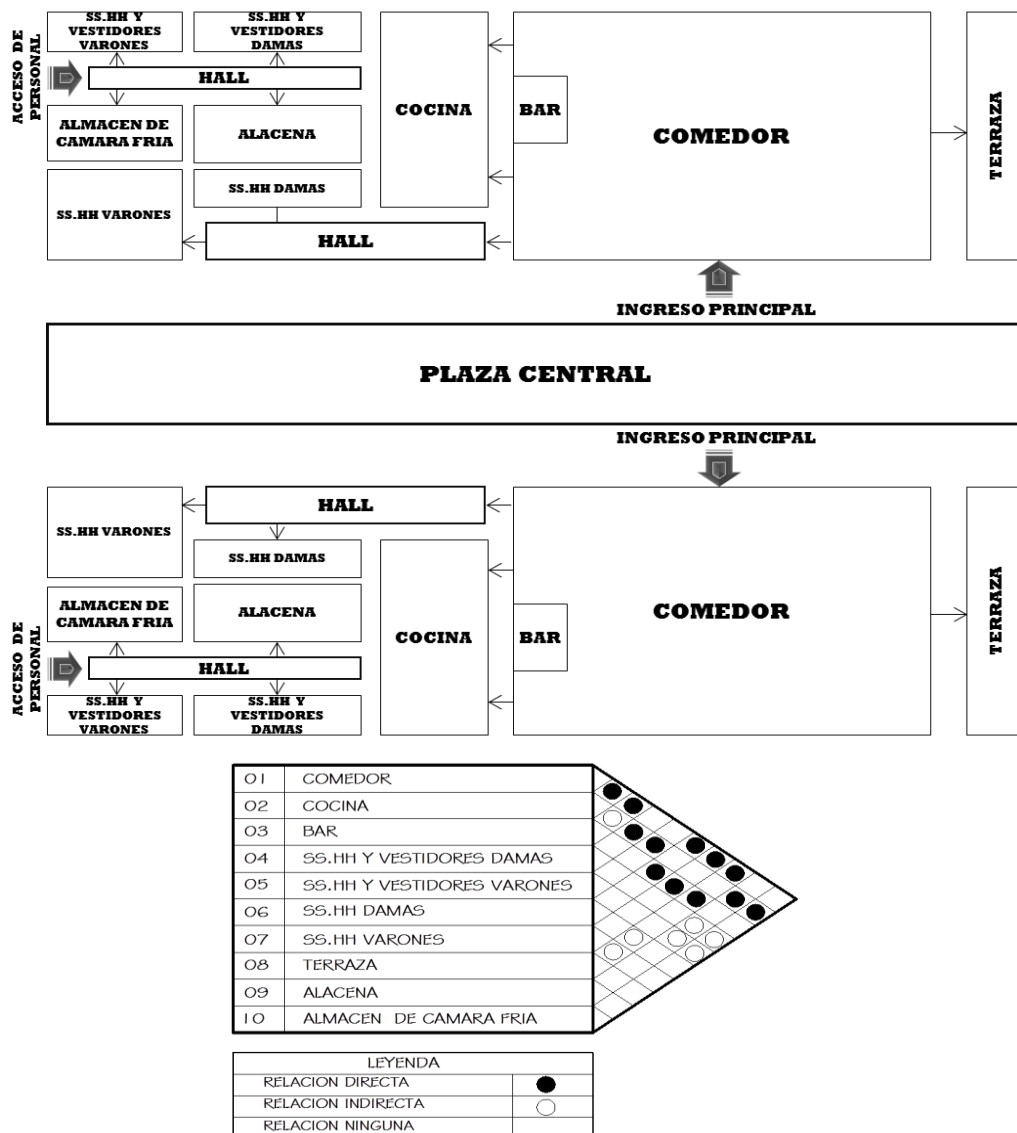 SS.HH Y
VESTIDORES
VARONES
SS.HH Y
VESTIDORES
DAMAS
ACCESO DE
PERSONAL
HALL
ALMACEN DE
CAMARA FRIA
ALACENA
COCINA
BAR
COMEDOR
TERRAZA
SS.HH VARONES
SS.HH DAMAS
HALL
INGRESO PRINCIPAL
PLAZA CENTRAL
INGRESO PRINCIPAL
SS.HH VARONES
HALL
SS.HH DAMAS
ALMACEN DE
CAMARA FRIA
ALACENA
COCINA
BAR
COMEDOR
TERRAZA
ACCESO DE
PERSONAL
HALL
SS.HH Y
VESTIDORES
VARONES
SS.HH Y
VESTIDORES
DAMAS
01 COMEDOR
02 COCINA
03 BAR
04 SS.HH Y VESTIDORES DAMAS
05 SS.HH Y VESTIDORES VARONES
06 SS.HH DAMAS
07 SS.HH VARONES
08 TERRAZA
09 ALACENA
10 ALMACEN DE CAMARA FRIA
LEYENDA
RELACION DIRECTA
RELACION INDIRECTA
RELACION NINGUNA